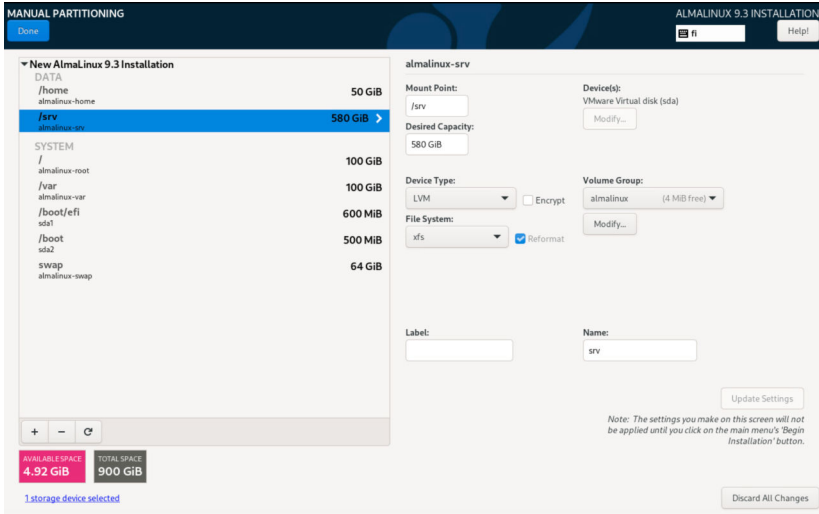 MANUAL PARTITIONING
ALMALINUX 9.3 INSTALLATION
Done
fi
Help!
New AlmaLinux 9.3 Installation
DATA
/home
almalinux-home
50 GiB
/srv
almalinux-srv
580 GiB
SYSTEM
/
almalinux-root
100 GiB
/var
almalinux-var
100 GiB
/boot/efi
sda1
600 MiB
/boot
sda2
500 MiB
swap
almalinux-swap
64 GiB
+ −
AVAILABLE SPACE
4.92 GiB
TOTAL SPACE
900 GiB
1 storage device selected
almalinux-srv
Mount Point:
/srv
Desired Capacity:
580 GiB
Device(s):
VMware Virtual disk (sda)
Modify...
Device Type:
LVM
Encrypt
File System:
xfs
Reformat
Volume Group:
almalinux (4 MiB free)
Modify...
Label:
Name:
srv
Update Settings
Note: The settings you make on this screen will not
be applied until you click on the main menu's 'Begin
Installation' button.
Discard All Changes